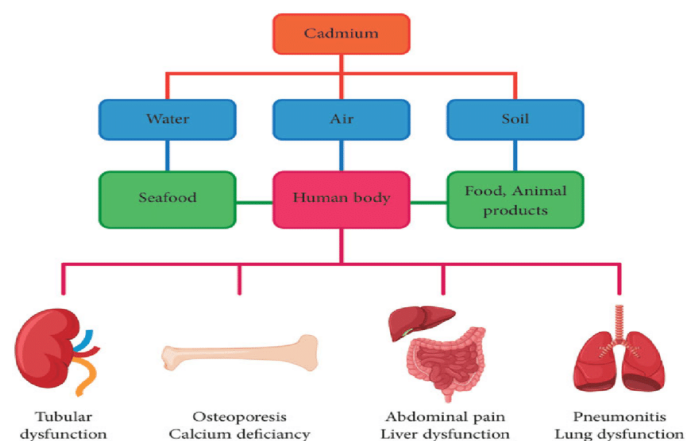 Cadmium
Water
Air
Soil
Seafood
Human body
Food, Animal
products
Tubular
dysfunction
Osteoporesis
Calcium deficiancy
Abdominal pain
Liver dysfunction
Pneumonitis
Lung dysfunction